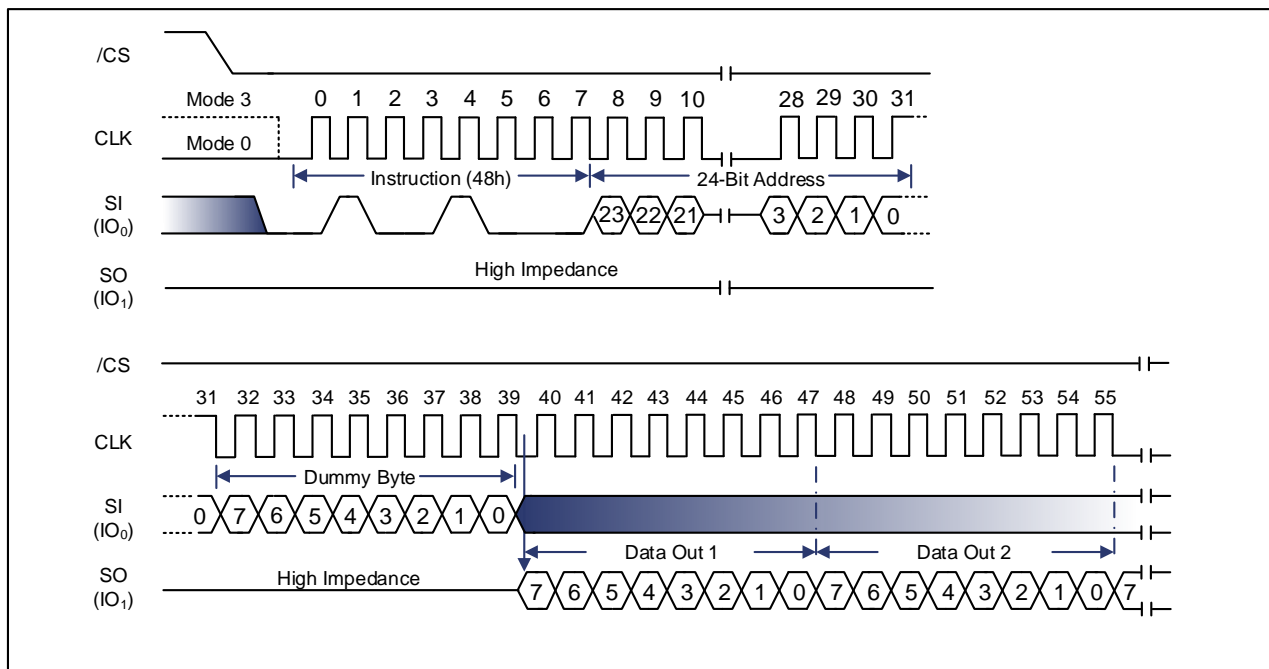 /CS
Mode 3 0 1 2 3 4 5 6 7 8 9 10 28 29 30 31
CLK
Mode 0
Instruction (48h) 24-Bit Address
SI
(IO₀)
23 22 21 3 2 1 0
High Impedance
SO
(IO₁)
/CS
31 32 33 34 35 36 37 38 39 40 41 42 43 44 45 46 47 48 49 50 51 52 53 54 55
CLK
Dummy Byte
SI
(IO₀)
0 7 6 5 4 3 2 1 0
Data Out 1 Data Out 2
SO
(IO₁)
High Impedance
7 6 5 4 3 2 1 0 7 6 5 4 3 2 1 0 7